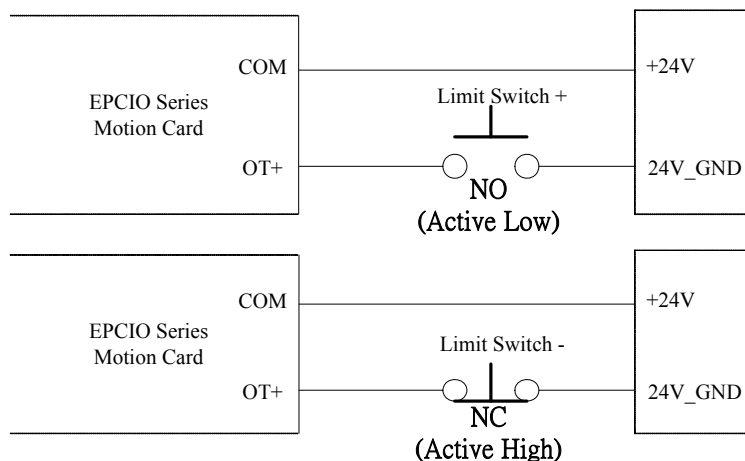 COM
+24V
EPCIO Series
Motion Card
Limit Switch +
OT+
24V_GND
NO
(Active Low)
COM
+24V
EPCIO Series
Motion Card
Limit Switch -
OT+
24V_GND
NC
(Active High)